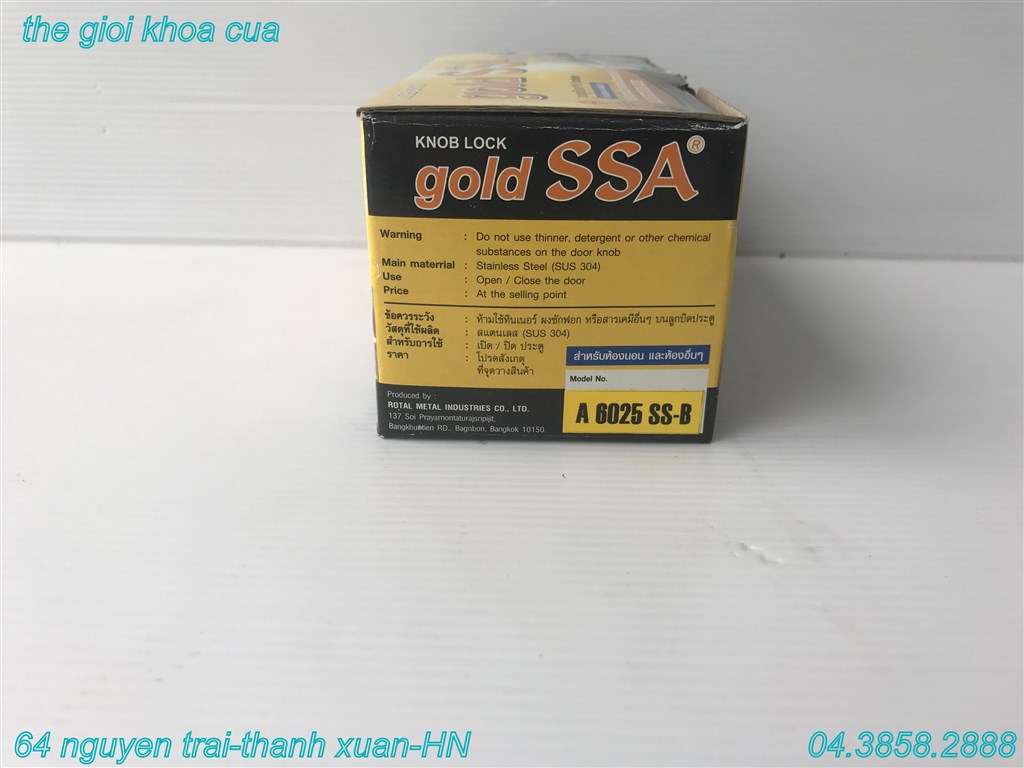 the gioi khoa cua
gold SSA
KNOB LOCK
gold SSA®
Warning : Do not use thinner, detergent or other chemical
substances on the door knob
Main material : Stainless Steel (SUS 304)
Use : Open / Close the door
Price : At the selling point
ข้อควรระวัง : ห้ามใช้ทินเนอร์ ผงซักฟอก หรือสารเคมีอื่นๆ บนลูกบิดประตู
วัสดุที่ใช้ผลิต : สแตนเลส (SUS 304)
สำหรับการใช้ : เปิด / ปิด ประตู
ราคา : โปรดสังเกตุ
ที่จุดวางสินค้า
สำหรับห้องนอน และห้องอื่นๆ
Model No.
A 6025 SS-B
Produced by :
ROTAL METAL INDUSTRIES CO., LTD.
137 Soi Prayamontaturajsripijit,
Bangkhuntien RD., Bagnbon, Bangkok 10150.
64 nguyen trai-thanh xuan-HN
04.3858.2888